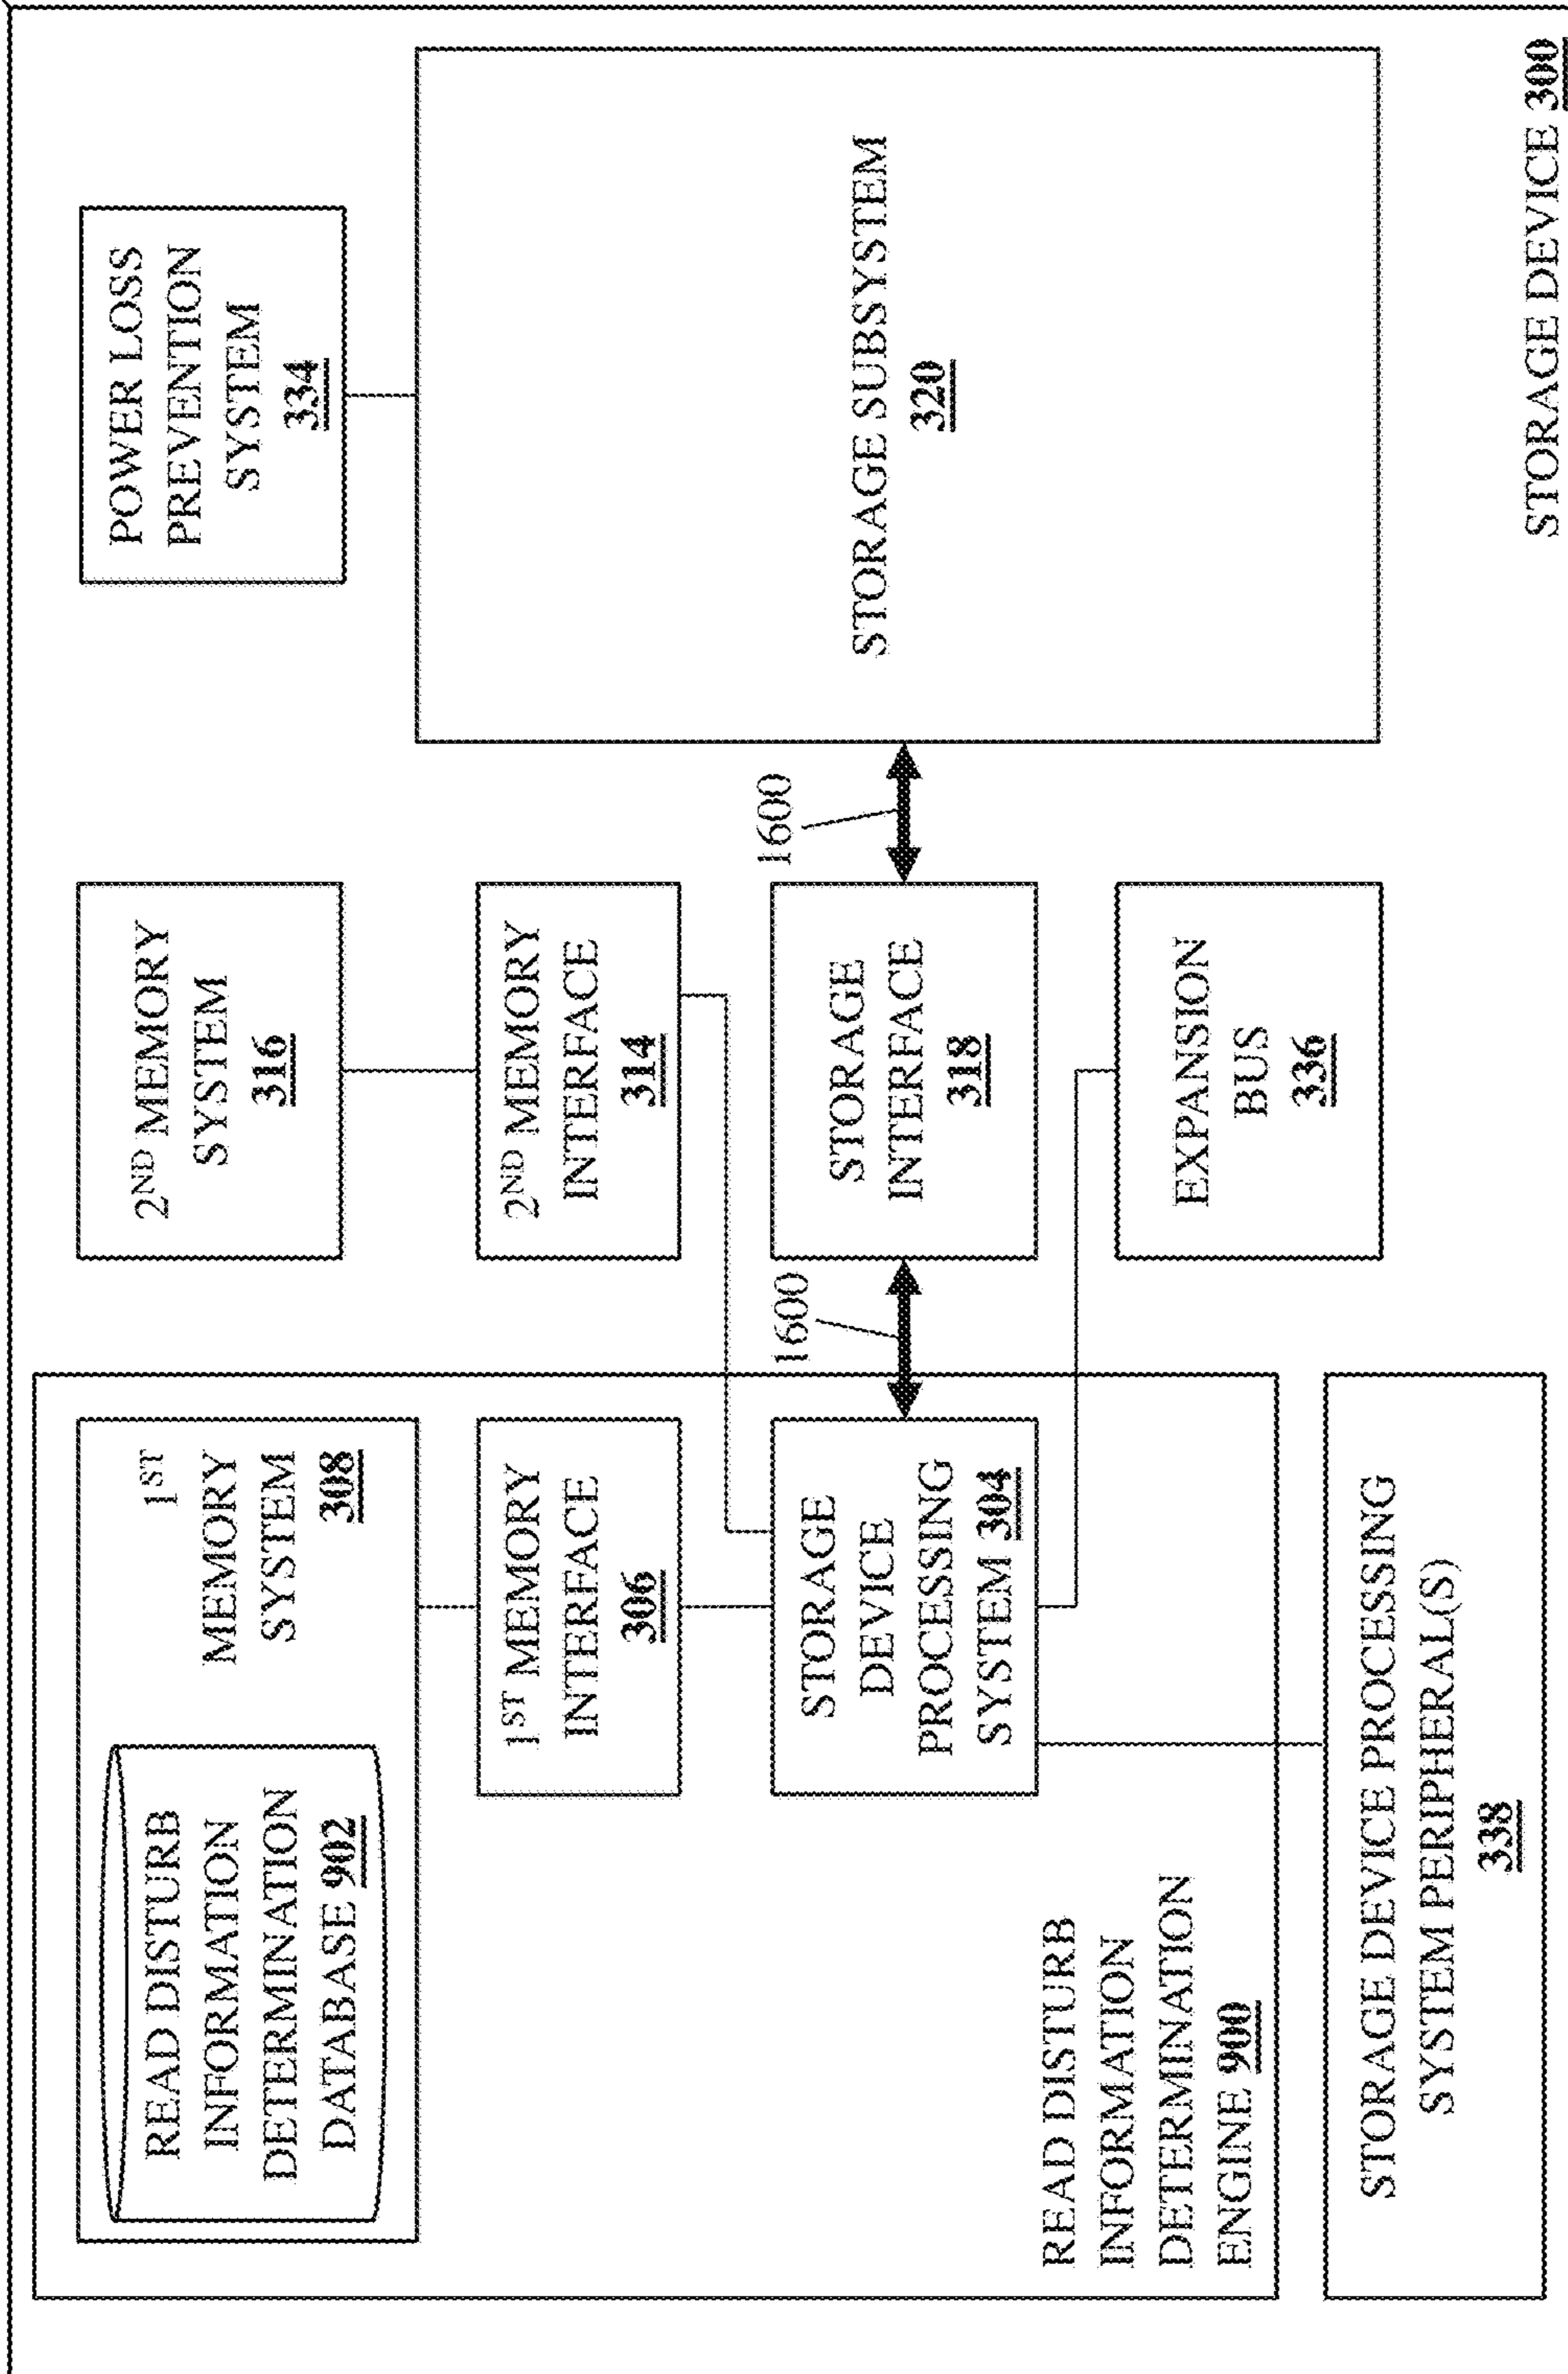 READ DISTURB
INFORMATION
DETERMINATION
DATABASE 902
1ST
MEMORY
SYSTEM
308
2ND MEMORY
SYSTEM
316
POWER LOSS
PREVENTION
SYSTEM
334
1ST MEMORY
INTERFACE
306
2ND MEMORY
INTERFACE
314
STORAGE
DEVICE
PROCESSING
SYSTEM 304
1600
STORAGE
INTERFACE
318
1600
STORAGE SUBSYSTEM
320
READ DISTURB
INFORMATION
DETERMINATION
ENGINE 900
EXPANSION
BUS
336
STORAGE DEVICE PROCESSING
SYSTEM PERIPHERAL(S)
338
STORAGE DEVICE 300